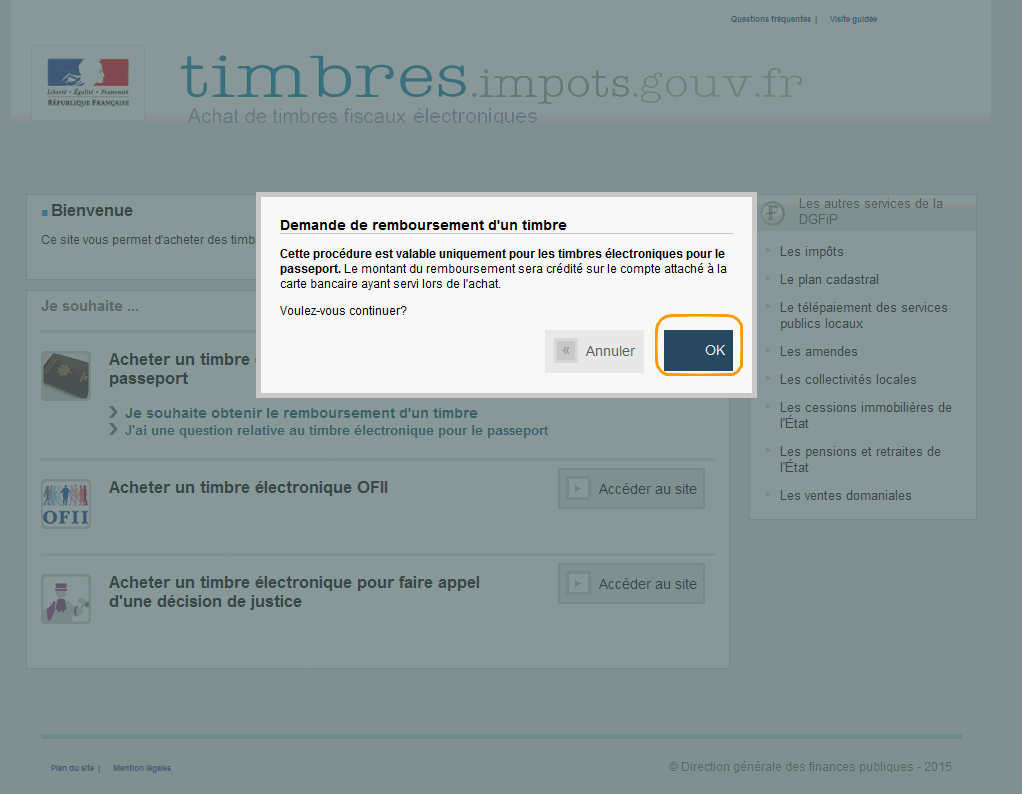 Questions fréquentes | Visite guidée
Liberté • Égalité • Fraternité
RÉPUBLIQUE FRANÇAISE
timbres.impots.gouv.fr
Achat de timbres fiscaux électroniques
Bienvenue
Ce site vous permet d'acheter des timb
Je souhaite ...
Acheter un timbre
passeport
Je souhaite obtenir le remboursement d'un timbre
J'ai une question relative au timbre électronique pour le passeport
OFII
Acheter un timbre électronique OFII
Accéder au site
Acheter un timbre électronique pour faire appel
d'une décision de justice
Accéder au site
Demande de remboursement d'un timbre
Cette procédure est valable uniquement pour les timbres électroniques pour le
passeport. Le montant du remboursement sera crédité sur le compte attaché à la
carte bancaire ayant servi lors de l'achat.
Voulez-vous continuer?
« Annuler
OK
Les autres services de la
DGFiP
Les impôts
Le plan cadastral
Le télépaiement des services
publics locaux
Les amendes
Les collectivités locales
Les cessions immobilières de
l'État
Les pensions et retraites de
l'État
Les ventes domaniales
Plan du site | Mention légales
© Direction générale des finances publiques - 2015